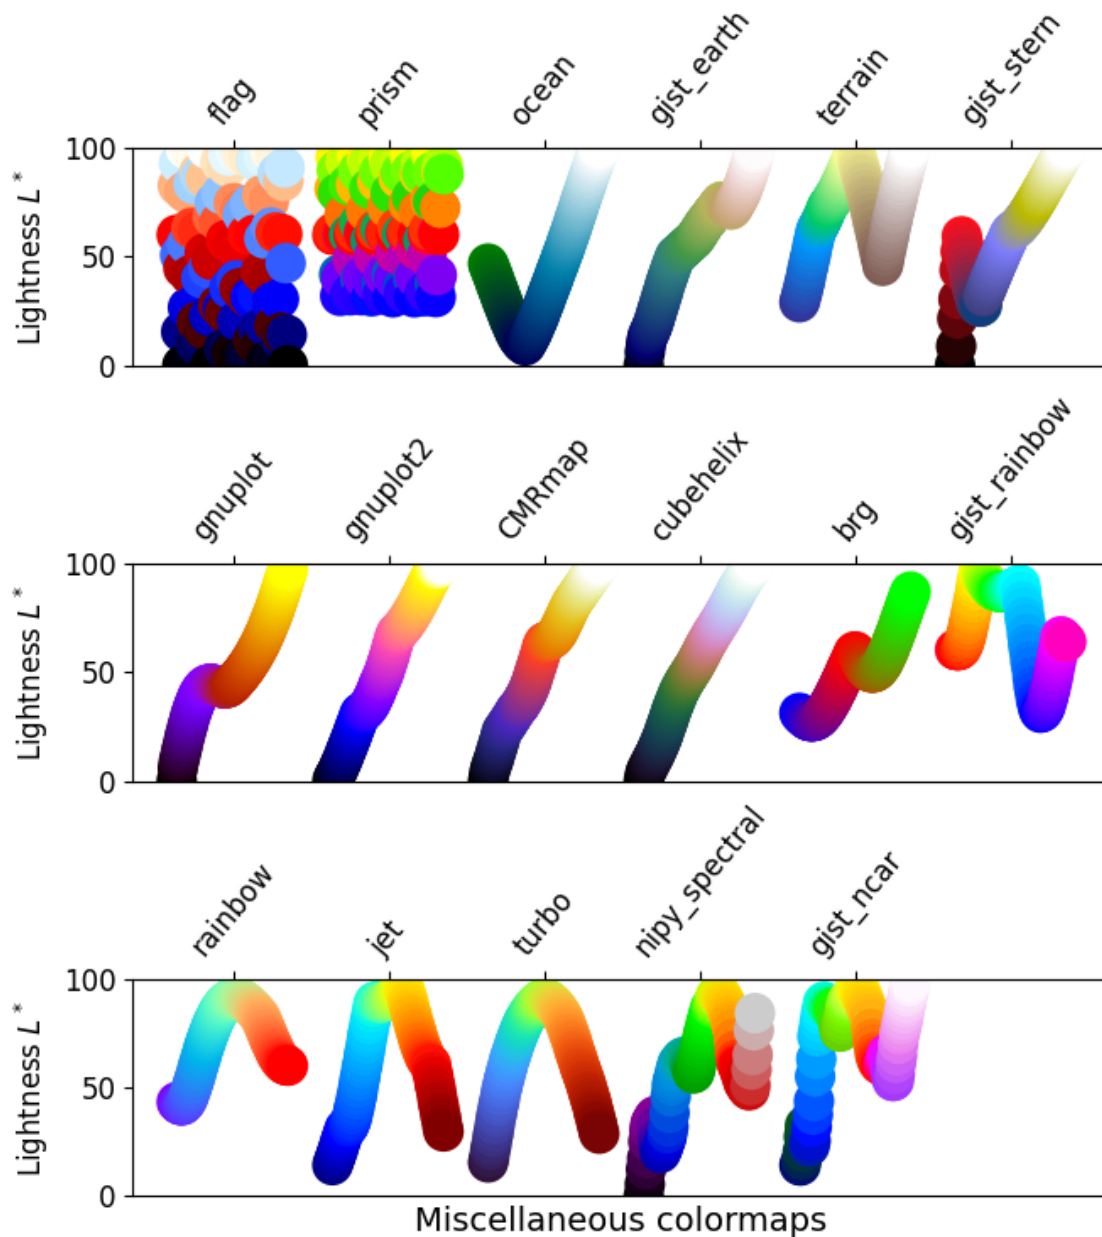 flag prism ocean gist_earth terrain gist_stern
100
50
0
Lightness L*
gnuplot gnuplot2 CMRmap cubehelix brg gist_rainbow
100
50
0
Lightness L*
rainbow jet turbo nipy_spectral gist_ncar
100
50
0
Lightness L*
Miscellaneous colormaps